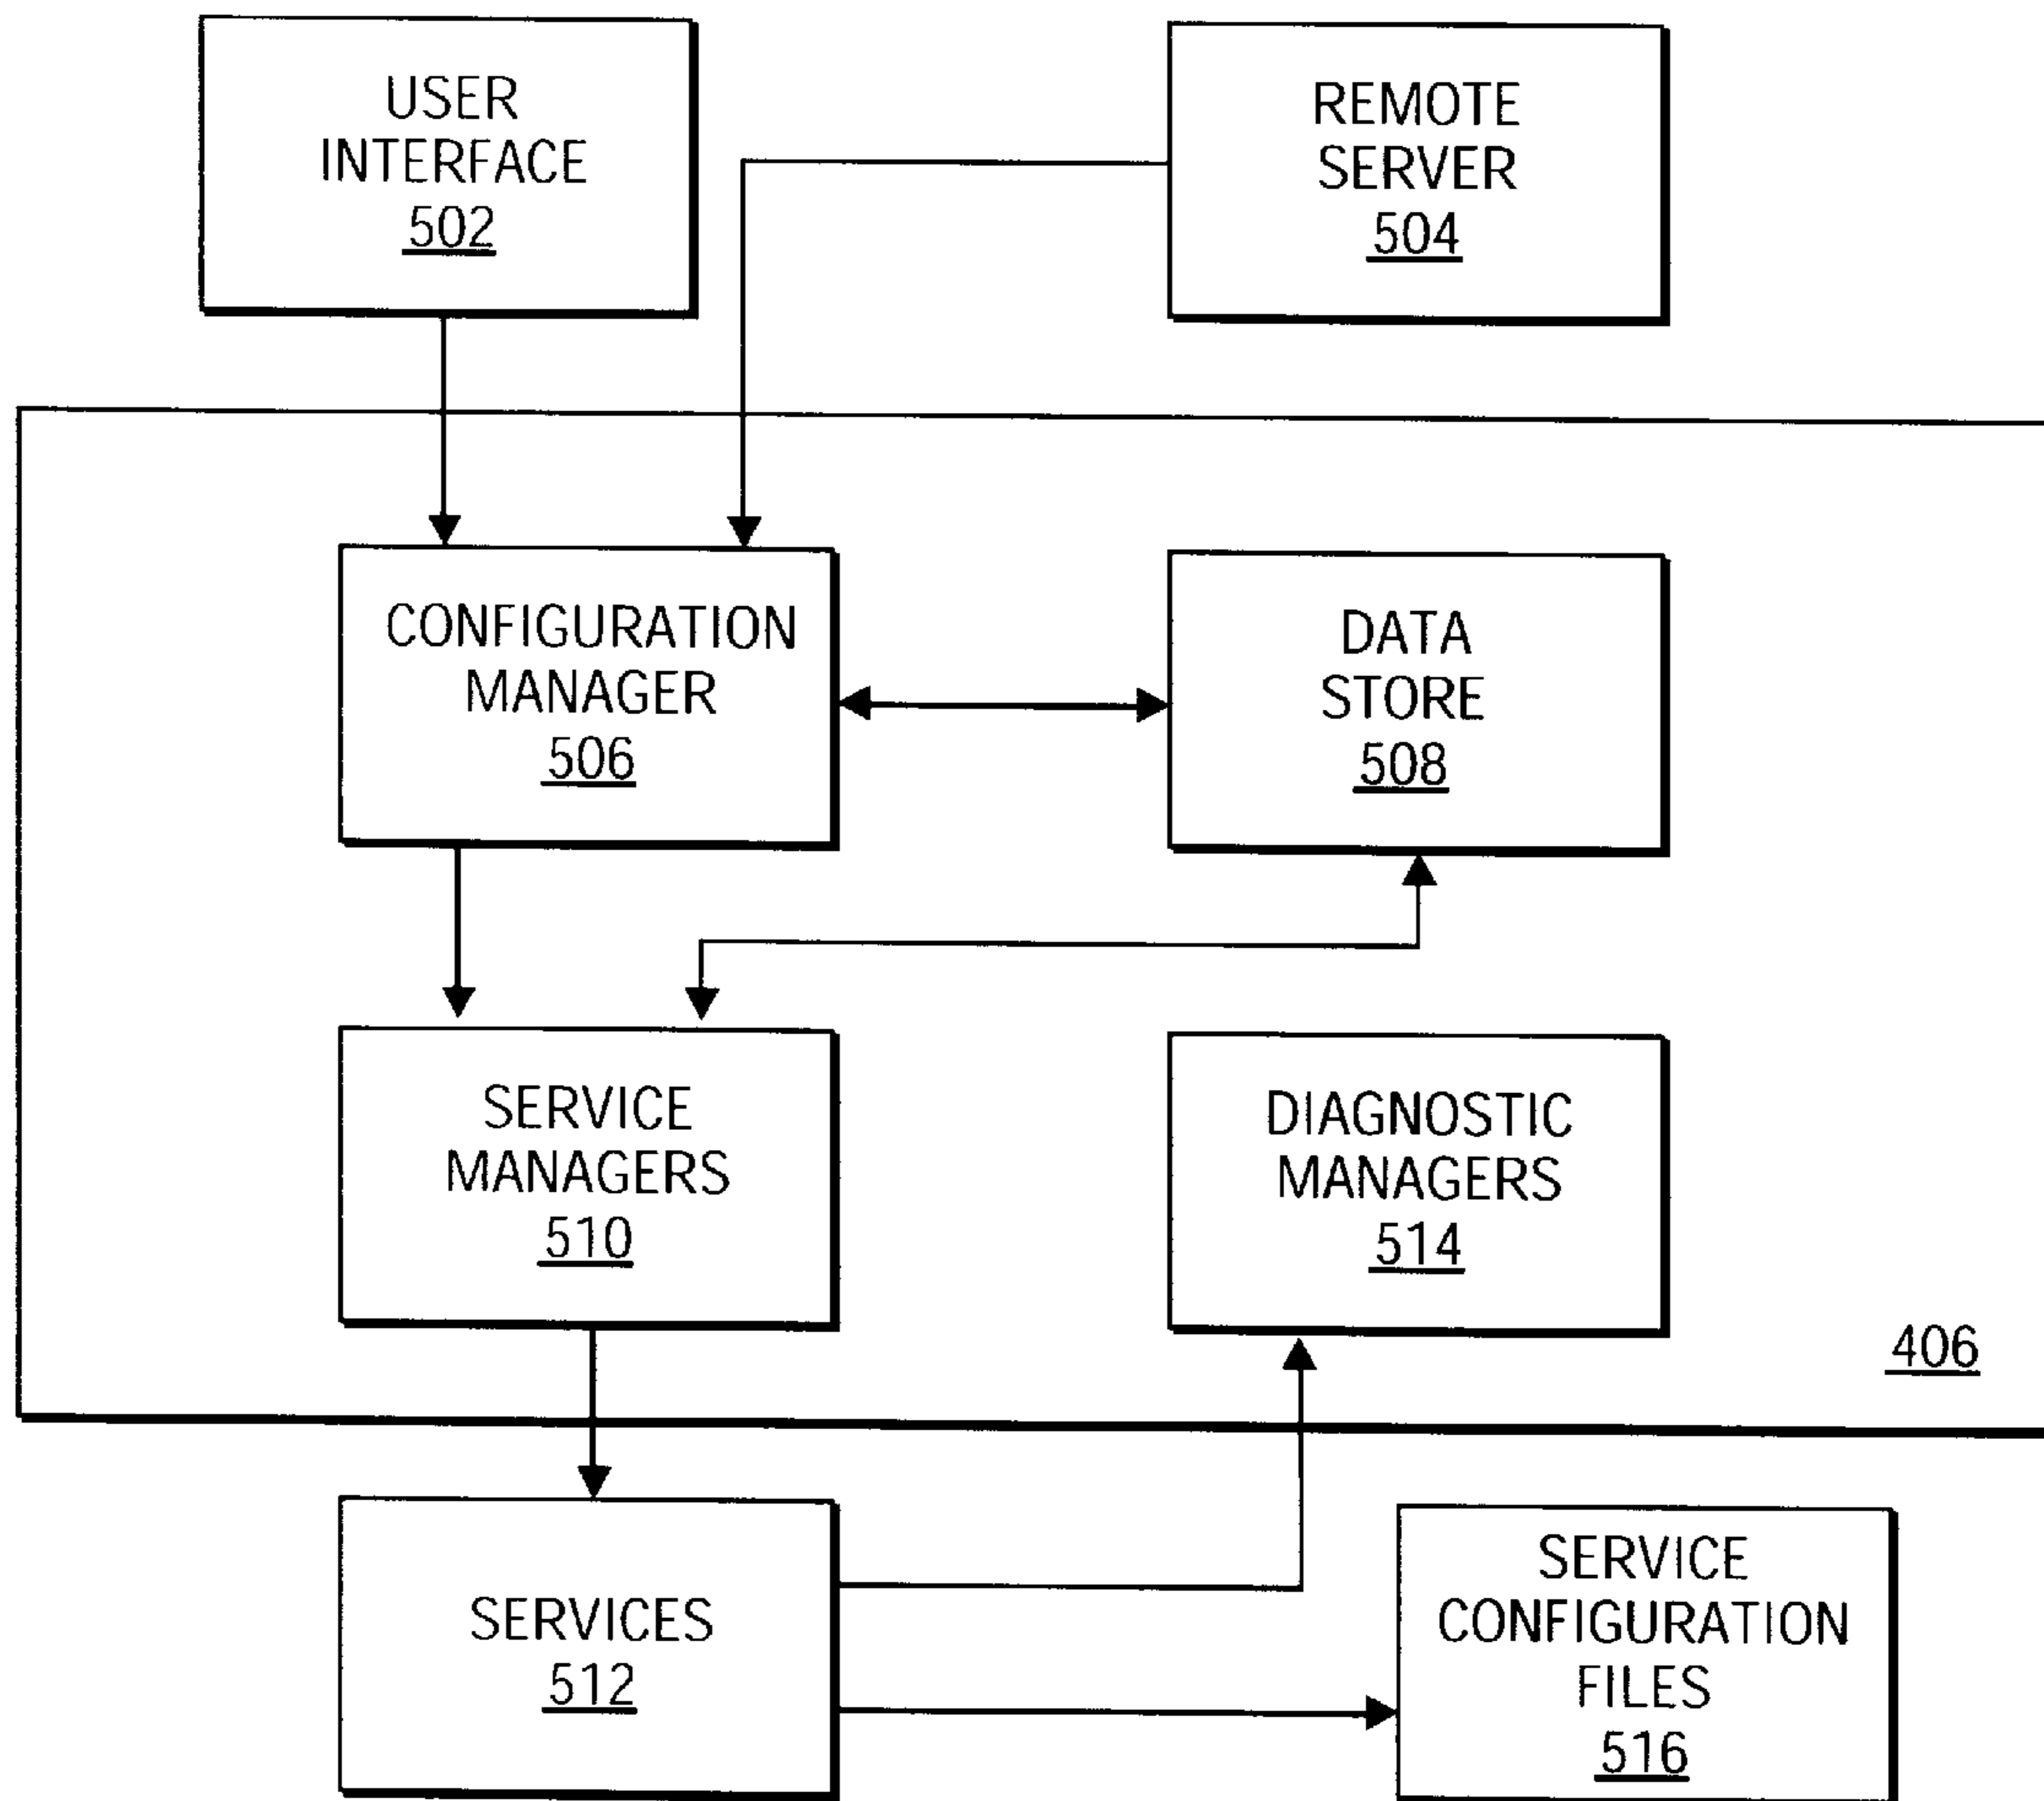 USER
INTERFACE
502
REMOTE
SERVER
504
CONFIGURATION
MANAGER
506
DATA
STORE
508
SERVICE
MANAGERS
510
DIAGNOSTIC
MANAGERS
514
406
SERVICES
512
SERVICE
CONFIGURATION
FILES
516